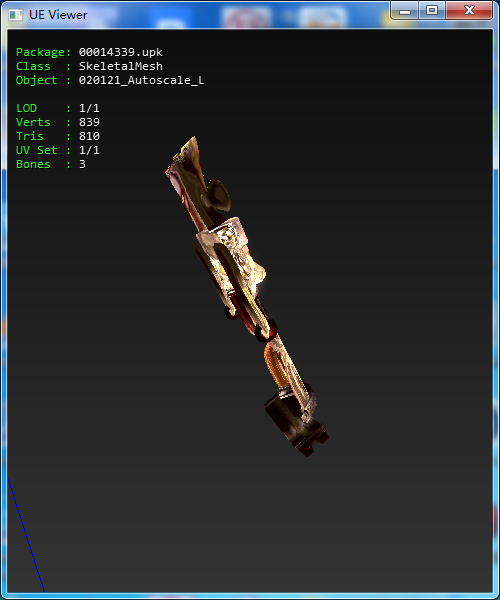 UE Viewer
Package: 00014339.upk
Class : SkeletalMesh
Object : 020121_Autoscale_L
LOD : 1/1
Verts : 839
Tris : 810
UV Set : 1/1
Bones : 3